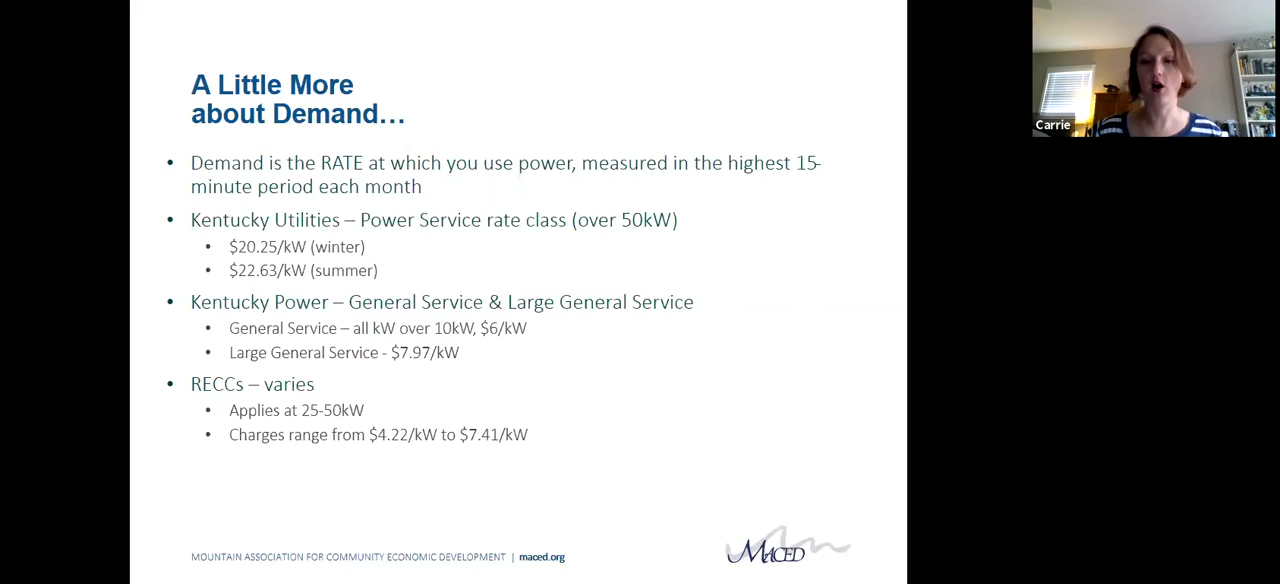 A Little More
about Demand…
• Demand is the RATE at which you use power, measured in the highest 15-
minute period each month
• Kentucky Utilities – Power Service rate class (over 50kW)
• $20.25/kW (winter)
• $22.63/kW (summer)
• Kentucky Power – General Service & Large General Service
• General Service – all kW over 10kW, $6/kW
• Large General Service - $7.97/kW
• RECCs – varies
• Applies at 25-50kW
• Charges range from $4.22/kW to $7.41/kW
MOUNTAIN ASSOCIATION FOR COMMUNITY ECONOMIC DEVELOPMENT | maced.org
MACED
Carrie